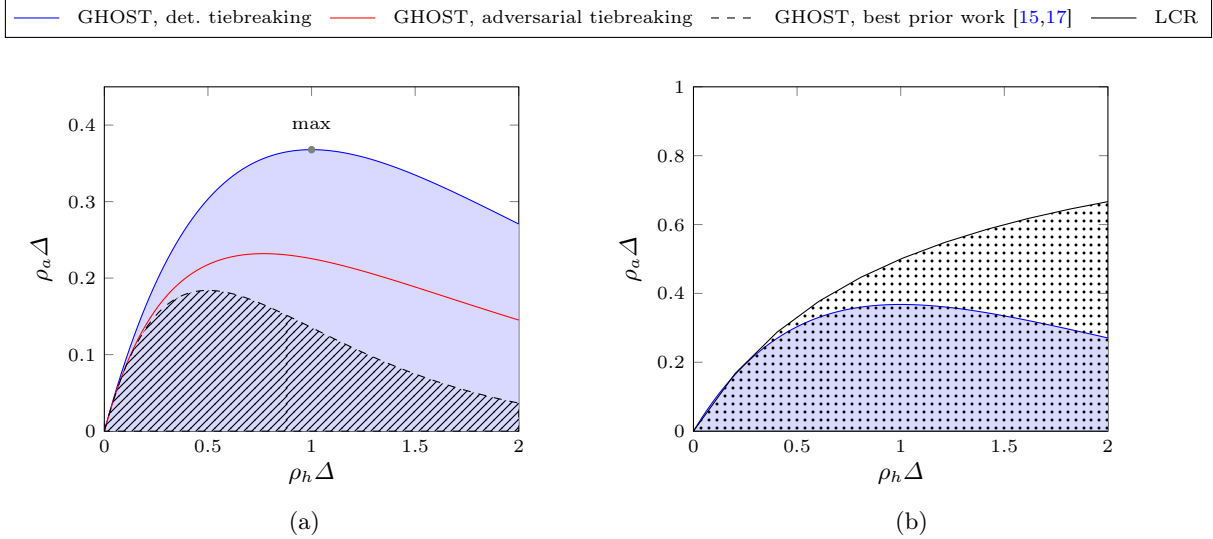 GHOST, det. tiebreaking GHOST, adversarial tiebreaking GHOST, best prior work [15,17] LCR
max
0.4
0.3
0.2
0.1
0
0 0.5 1 1.5 2
ρₐΔ
ρₕΔ
(a)
1
0.8
0.6
0.4
0.2
0
0 0.5 1 1.5 2
ρₐΔ
ρₕΔ
(b)